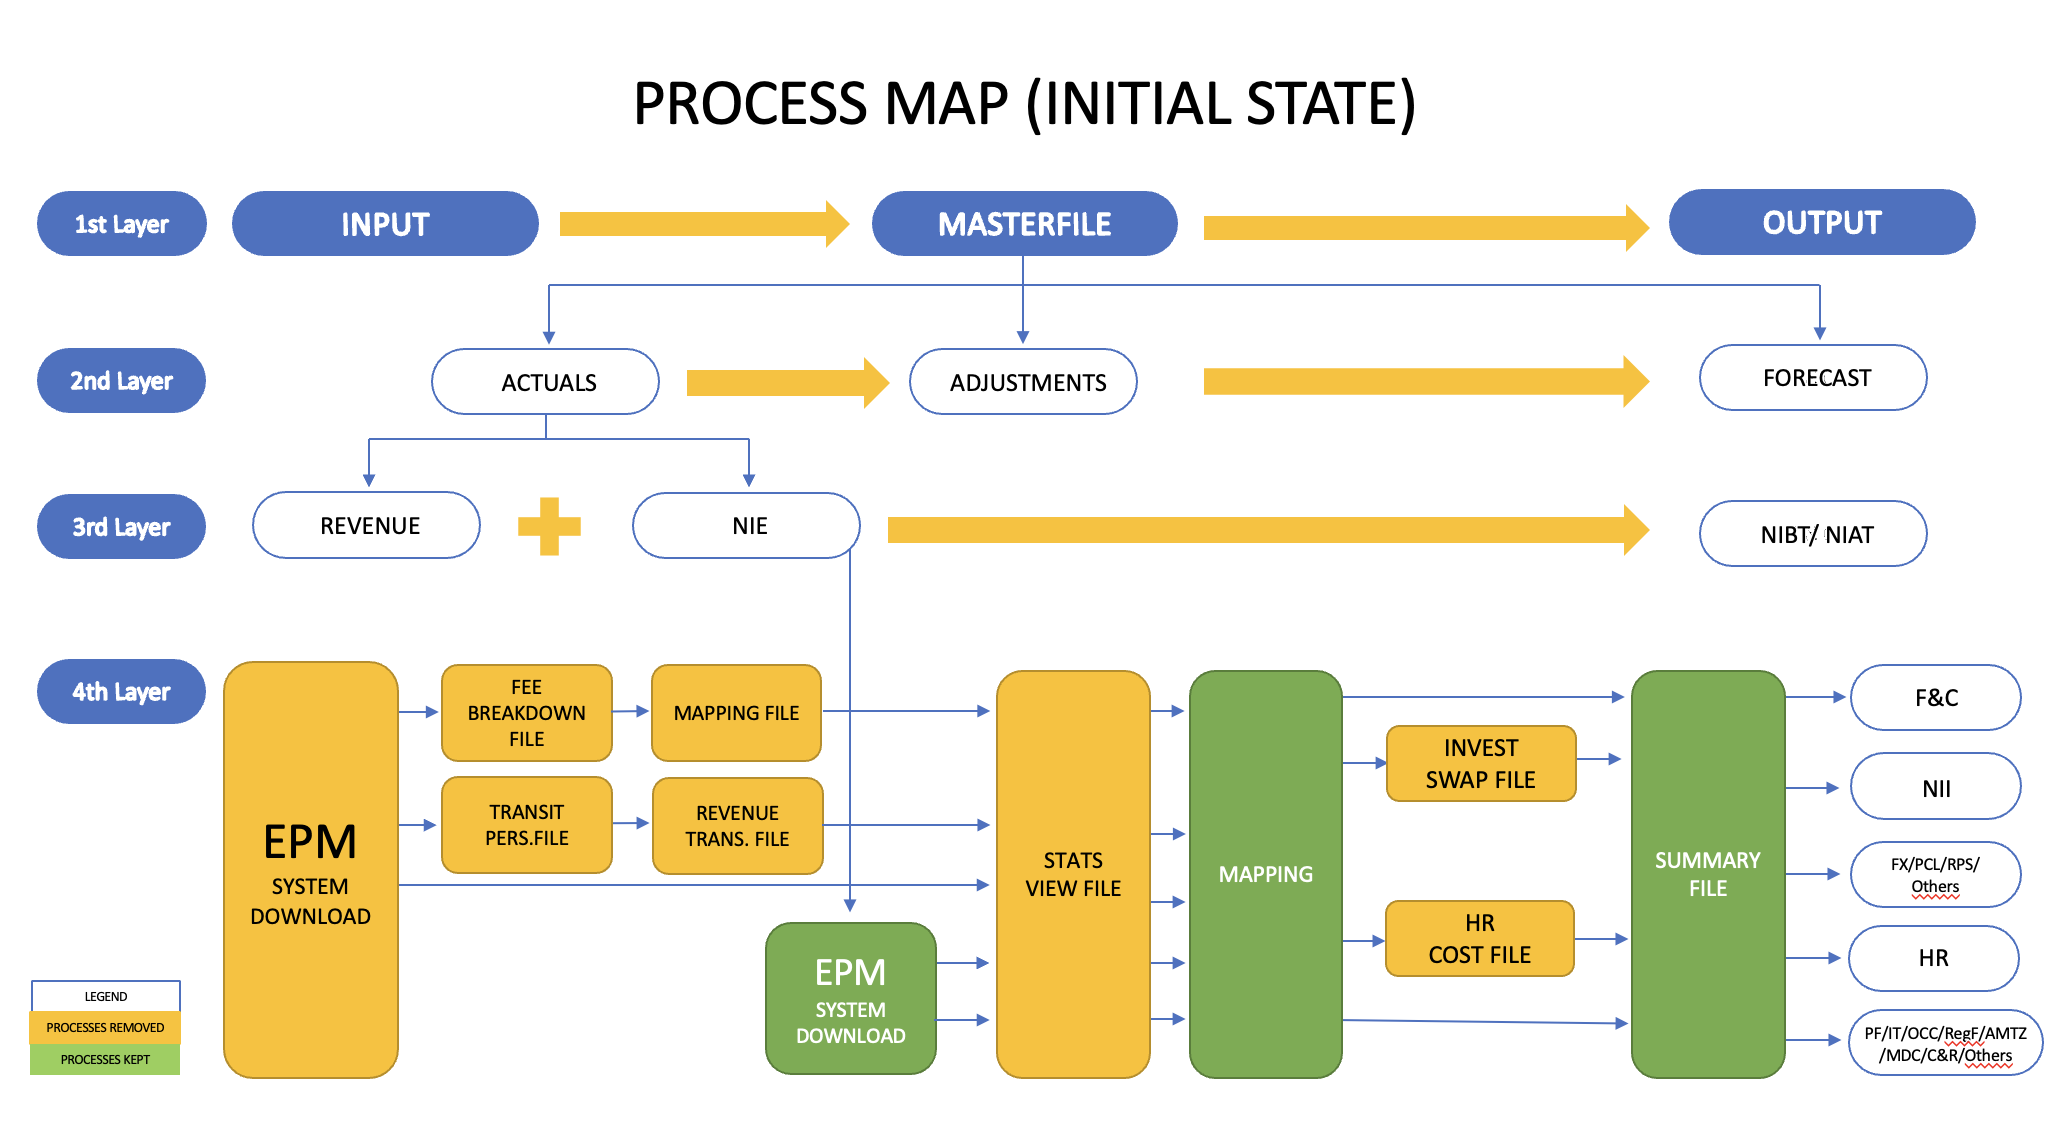 PROCESS MAP (INITIAL STATE)
1st Layer
INPUT
MASTERFILE
OUTPUT
2nd Layer
ACTUALS
ADJUSTMENTS
FORECAST
3rd Layer
REVENUE
NIE
NIBT/ NIAT
4th Layer
EPM
SYSTEM
DOWNLOAD
FEE
BREAKDOWN
FILE
MAPPING FILE
TRANSIT
PERS.FILE
REVENUE
TRANS. FILE
EPM
SYSTEM
DOWNLOAD
STATS
VIEW FILE
MAPPING
INVEST
SWAP FILE
HR
COST FILE
SUMMARY
FILE
F&C
NII
FX/PCL/RPS/
Others
HR
PF/IT/OCC/RegF/AMTZ
/MDC/C&R/Others
LEGEND
PROCESSES REMOVED
PROCESSES KEPT